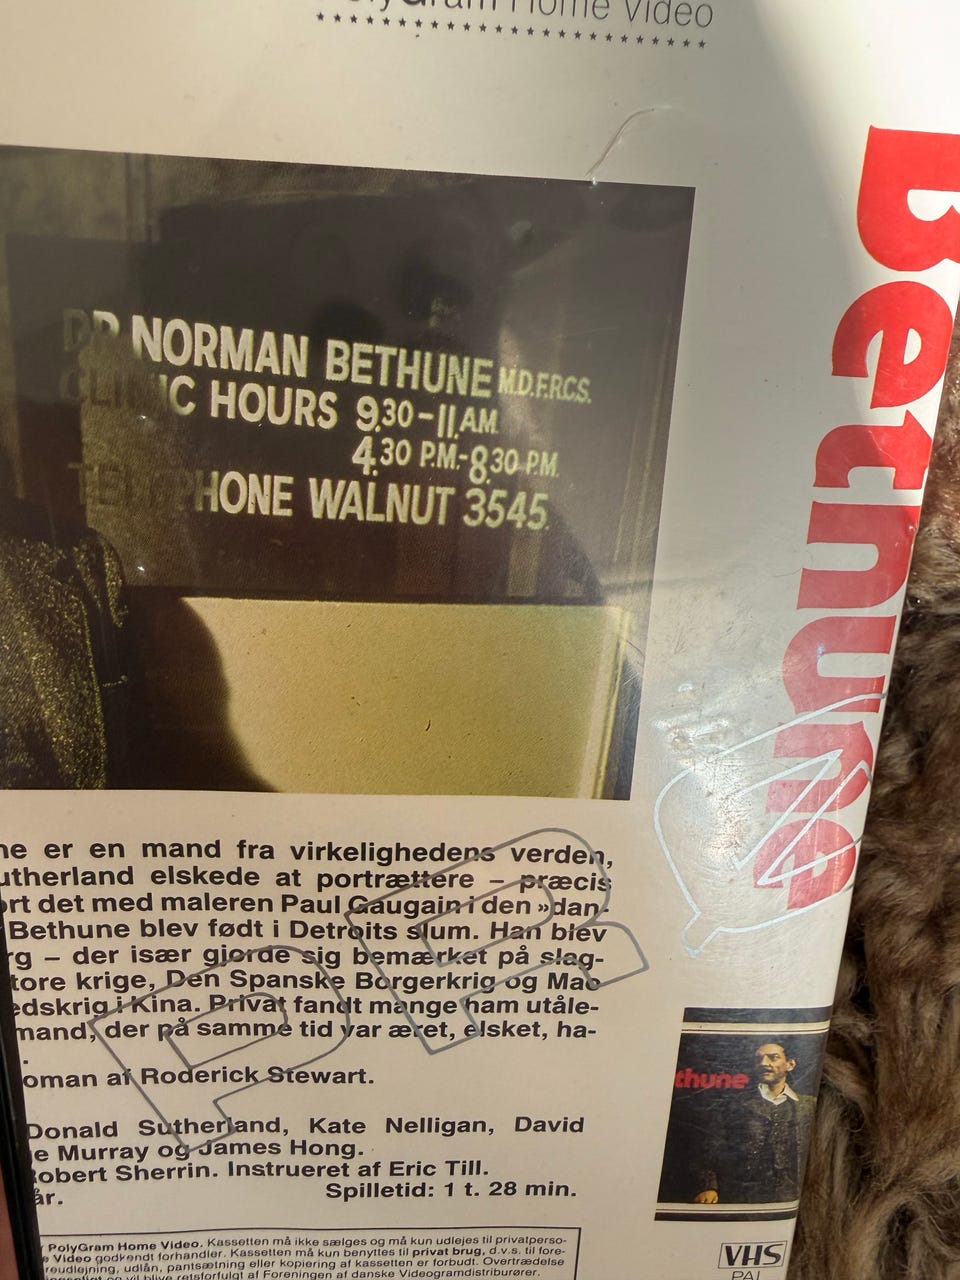 PolyGram Home Video
DR NORMAN BETHUNE M.D.F.R.C.S.
CLINIC HOURS 9.30-11.AM.
4.30 P.M.-8.30 P.M.
TELEPHONE WALNUT 3545.
ne er en mand fra virkelighedens verden,
utherland elskede at portrættere – præcis
rt det med maleren Paul Gaugain i den »dan-
Bethune blev født i Detroits slum. Han blev
rg – der især gjorde sig bemærket på slag-
tore krige, Den Spanske Borgerkrig og Mao
edskrig i Kina. Privat fandt mange ham utåle-
mand, der på samme tid var æret, elsket, ha-
.
oman af Roderick Stewart.
Donald Sutherland, Kate Nelligan, David
e Murray og James Hong.
Robert Sherrin. Instrueret af Eric Till.
år. Spilletid: 1 t. 28 min.
PolyGram Home Video. Kassetten må ikke sælges og må kun udlejes til privatperso-
e Video godkendt forhandler. Kassetten må kun benyttes til privat brug, d.v.s. til fore-
reudlejning, udlån, pantsætning eller kopiering af kassetten er forbudt. Overtrædelse
ingseligt og vil blive retsforfulgt af Foreningen af danske Videogramdistributører.
PR
Bethune
thune
VHS
PAL